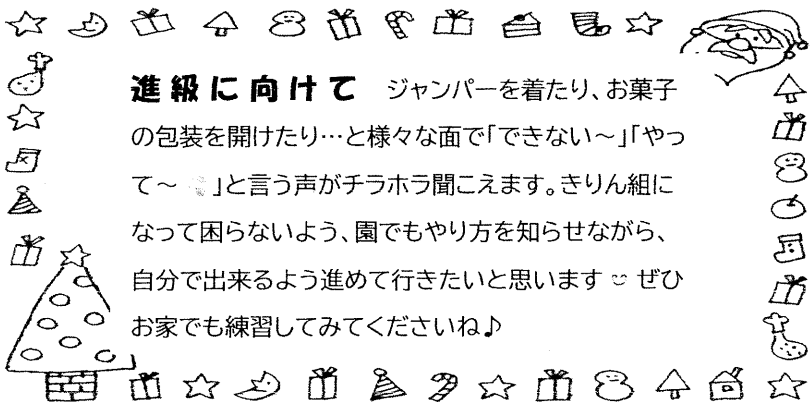 進級に向けて　ジャンパーを着たり、お菓子
の包装を開けたり…と様々な面で「できない～」「やっ
て～　」と言う声がチラホラ聞こえます。きりん組に
なって困らないよう、園でもやり方を知らせながら、
自分で出来るよう進めて行きたいと思います ぜひ
お家でも練習してみてくださいね♪